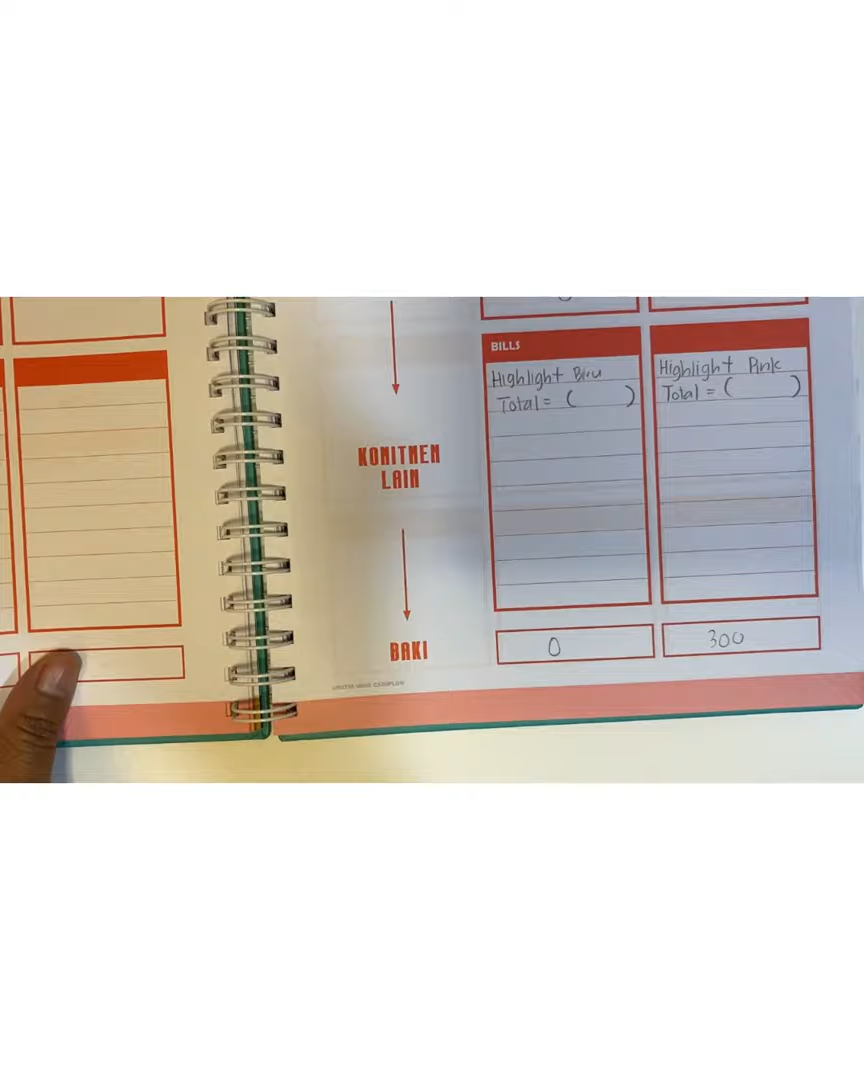 BILLS
Highlight Biru
Total = ( )
Highlight Pink
Total = ( )
KOMITMEN
LAIN
BAKI
0
300